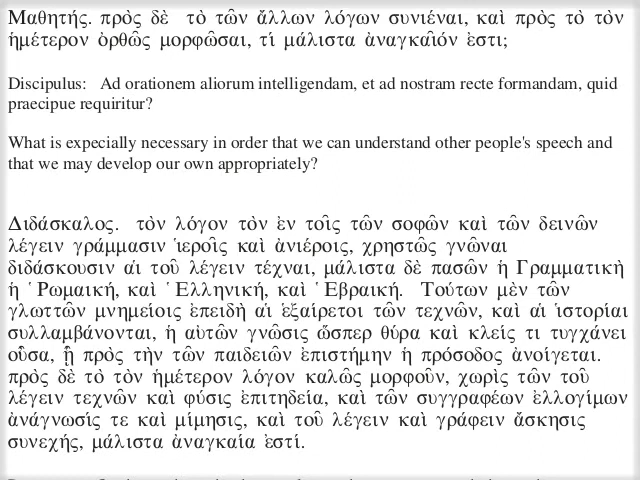 Μαθητής. πρὸς δὲ τὸ τῶν ἄλλων λόγων συνιέναι, καὶ πρὸς τὸ τὸν
ἡμέτερον ὀρθῶς μορφῶσαι, τί μάλιστα ἀναγκαῖόν ἐστι;
Discipulus: Ad orationem aliorum intelligendam, et ad nostram recte formandam, quid
praecipue requiritur?
What is expecially necessary in order that we can understand other people's speech and
that we may develop our own appropriately?
Διδάσκαλος. τὸν λόγον τὸν ἐν τοῖς τῶν σοφῶν καὶ τῶν δεινῶν
λέγειν γράμμασιν ἱεροῖς καὶ ἀνιέροις, χρηστῶς γνῶναι
διδάσκουσιν αἱ τοῦ λέγειν τέχναι, μάλιστα δὲ πασῶν ἡ Γραμματικὴ
ἡ Ῥωμαικὴ, καὶ Ἑλληνική, καὶ Ἑβραική. Τούτων μὲν τῶν
γλωττῶν μνημείοις ἐπειδὴ αἱ ἐξαίρετοι τῶν τεχνῶν, καὶ αἱ ἱστορίαι
συλλαμβάνονται, ἡ αὐτῶν γνῶσις ὥσπερ θύρα καὶ κλείς τι τυγχάνει
οὖσα, ᾗ πρὸς τὴν τῶν παιδειῶν ἐπιστήμην ἡ πρόσοδος ἀνοίγεται.
πρὸς δὲ τὸ τὸν ἡμέτερον λόγον καλῶς μορφοῦν, χωρὶς τῶν τοῦ
λέγειν τεχνῶν καὶ φύσις ἐπιτηδεία, καὶ τῶν συγγραφέων ἐλλογίμων
ἀνάγνωσίς τε καὶ μίμησις, καὶ τοῦ λέγειν καὶ γράφειν ἄσκησις
συνεχής, μάλιστα ἀναγκαία ἐστί.